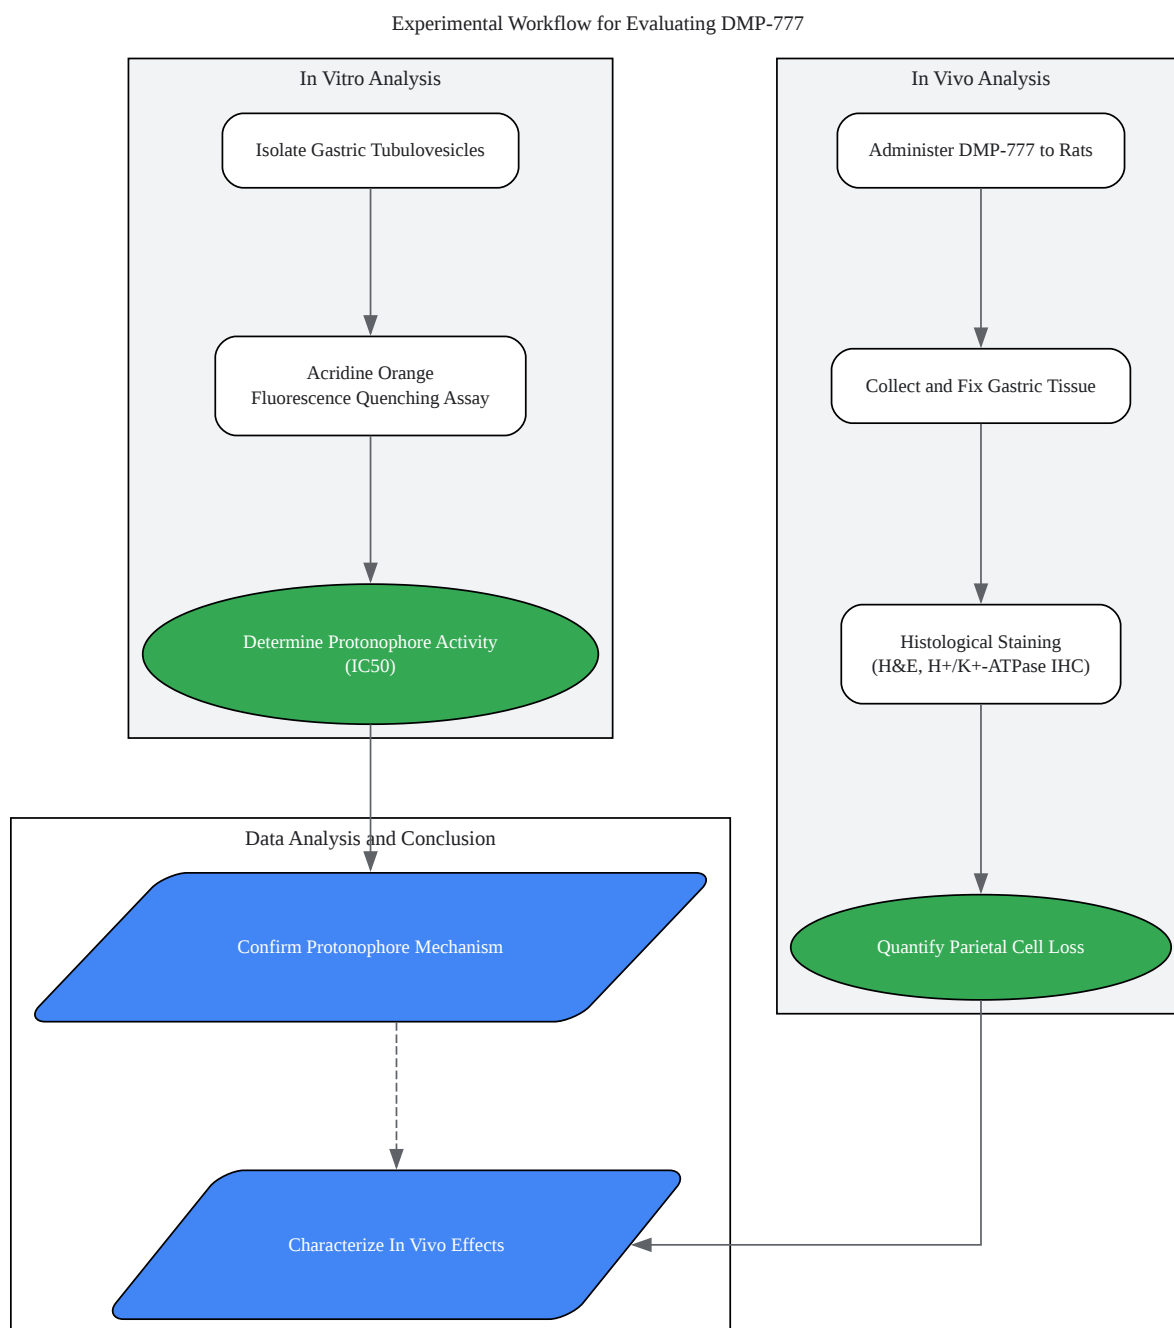 Experimental Workflow for Evaluating DMP-777
In Vitro Analysis
Isolate Gastric Tubulovesicles
Acridine Orange
Fluorescence Quenching Assay
Determine Protonophore Activity
(IC50)
In Vivo Analysis
Administer DMP-777 to Rats
Collect and Fix Gastric Tissue
Histological Staining
(H&E, H+/K+-ATPase IHC)
Quantify Parietal Cell Loss
Data Analysis and Conclusion
Confirm Protonophore Mechanism
Characterize In Vivo Effects